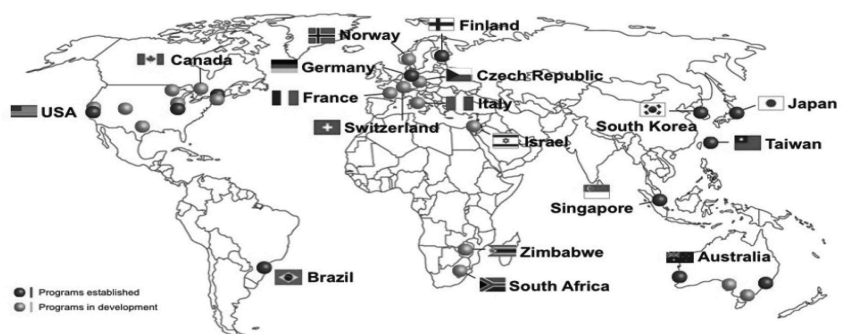 Norway
Finland
Canada
Germany
Czech Republic
USA
France
Italy
Japan
Switzerland
South Korea
Israel
Taiwan
Singapore
Zimbabwe
Australia
Brazil
South Africa
Programs established
Programs in development